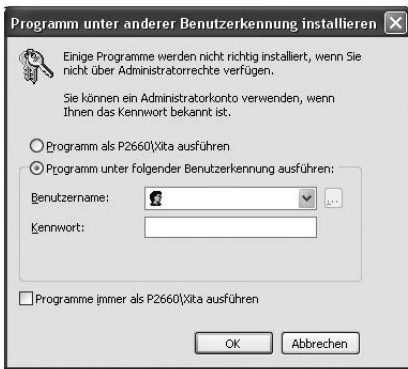 Programm unter anderer Benutzerkennung installieren
Einige Programme werden nicht richtig installiert, wenn Sie
nicht über Administratorrechte verfügen.
Sie können ein Administratorkonto verwenden, wenn
Ihnen das Kennwort bekannt ist.
Programm als P2660\Xita ausführen
Programm unter folgender Benutzerkennung ausführen:
Benutzername:
...
Kennwort:
Programme immer als P2660\Xita ausführen
OK Abbrechen